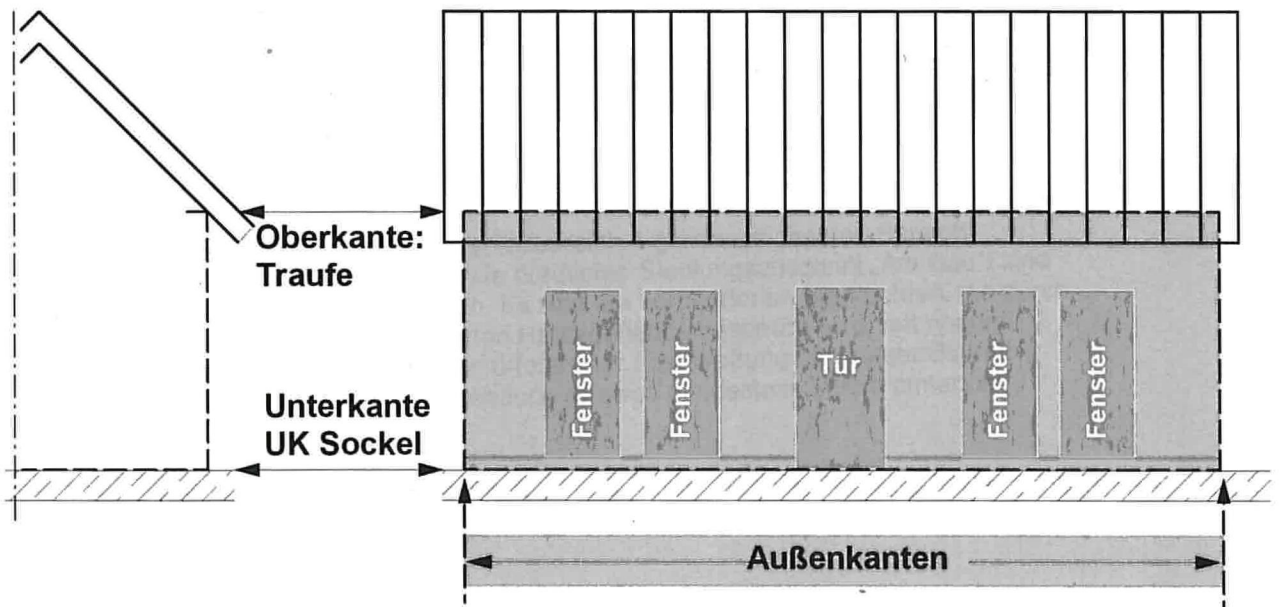 Oberkante:
Traufe
Unterkante
UK Sockel
Fenster
Fenster
Tür
Fenster
Fenster
Außenkanten